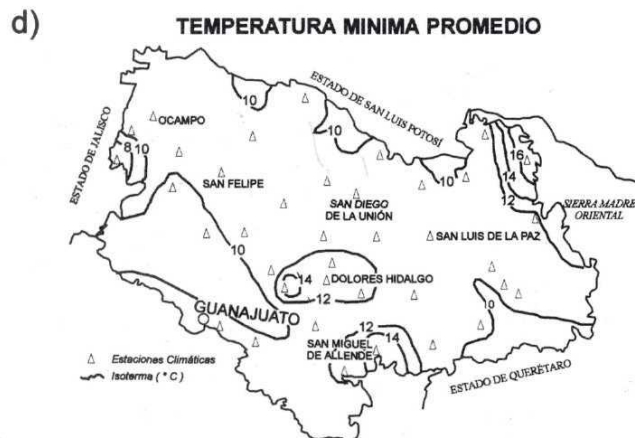 d)
TEMPERATURA MINIMA PROMEDIO
ESTADO DE SAN LUIS POTOSÍ
ESTADO DE JALISCO
10
10
OCAMPO
8
10
10
16
14
12
SAN FELIPE
SAN DIEGO
DE LA UNIÓN
SIERRA MADRE
ORIENTAL
10
SAN LUIS DE LA PAZ
14
DOLORES HIDALGO
12
10
GUANAJUATO
12
14
SAN MIGUEL
DE ALLENDE
Estaciones Climáticas
Isoterma ( ° C )
ESTADO DE QUERÉTARO